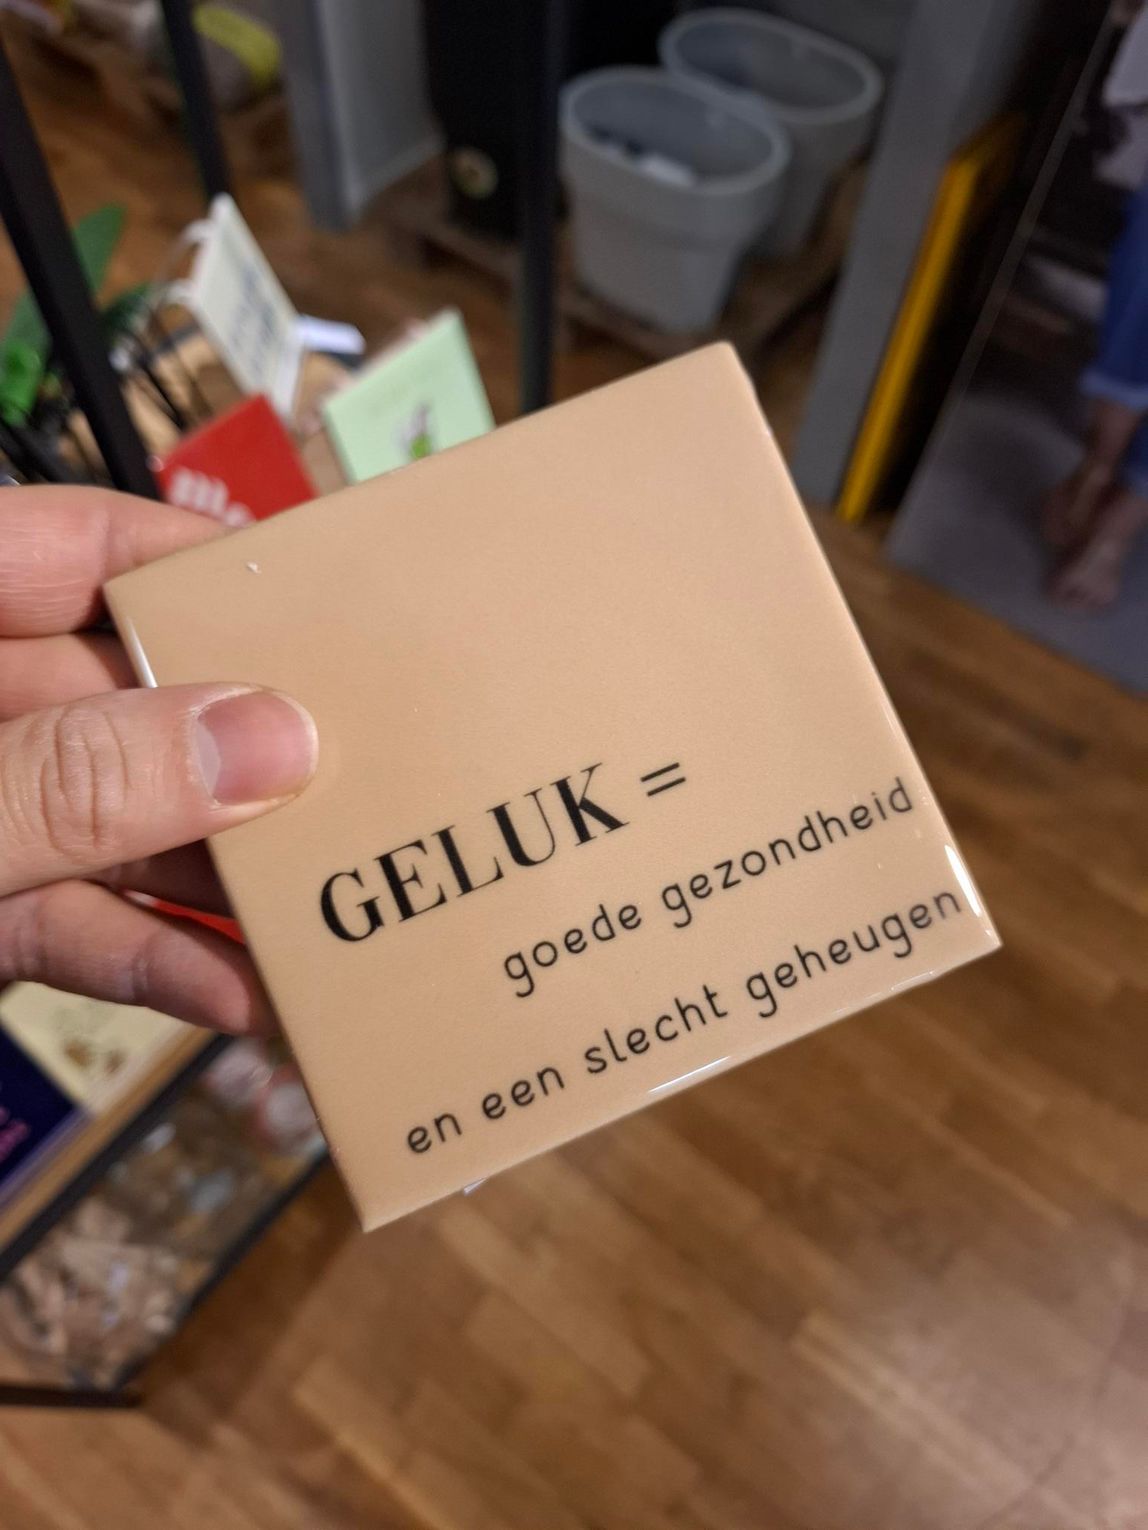 GELUK =
goede gezondheid
en een slecht geheugen